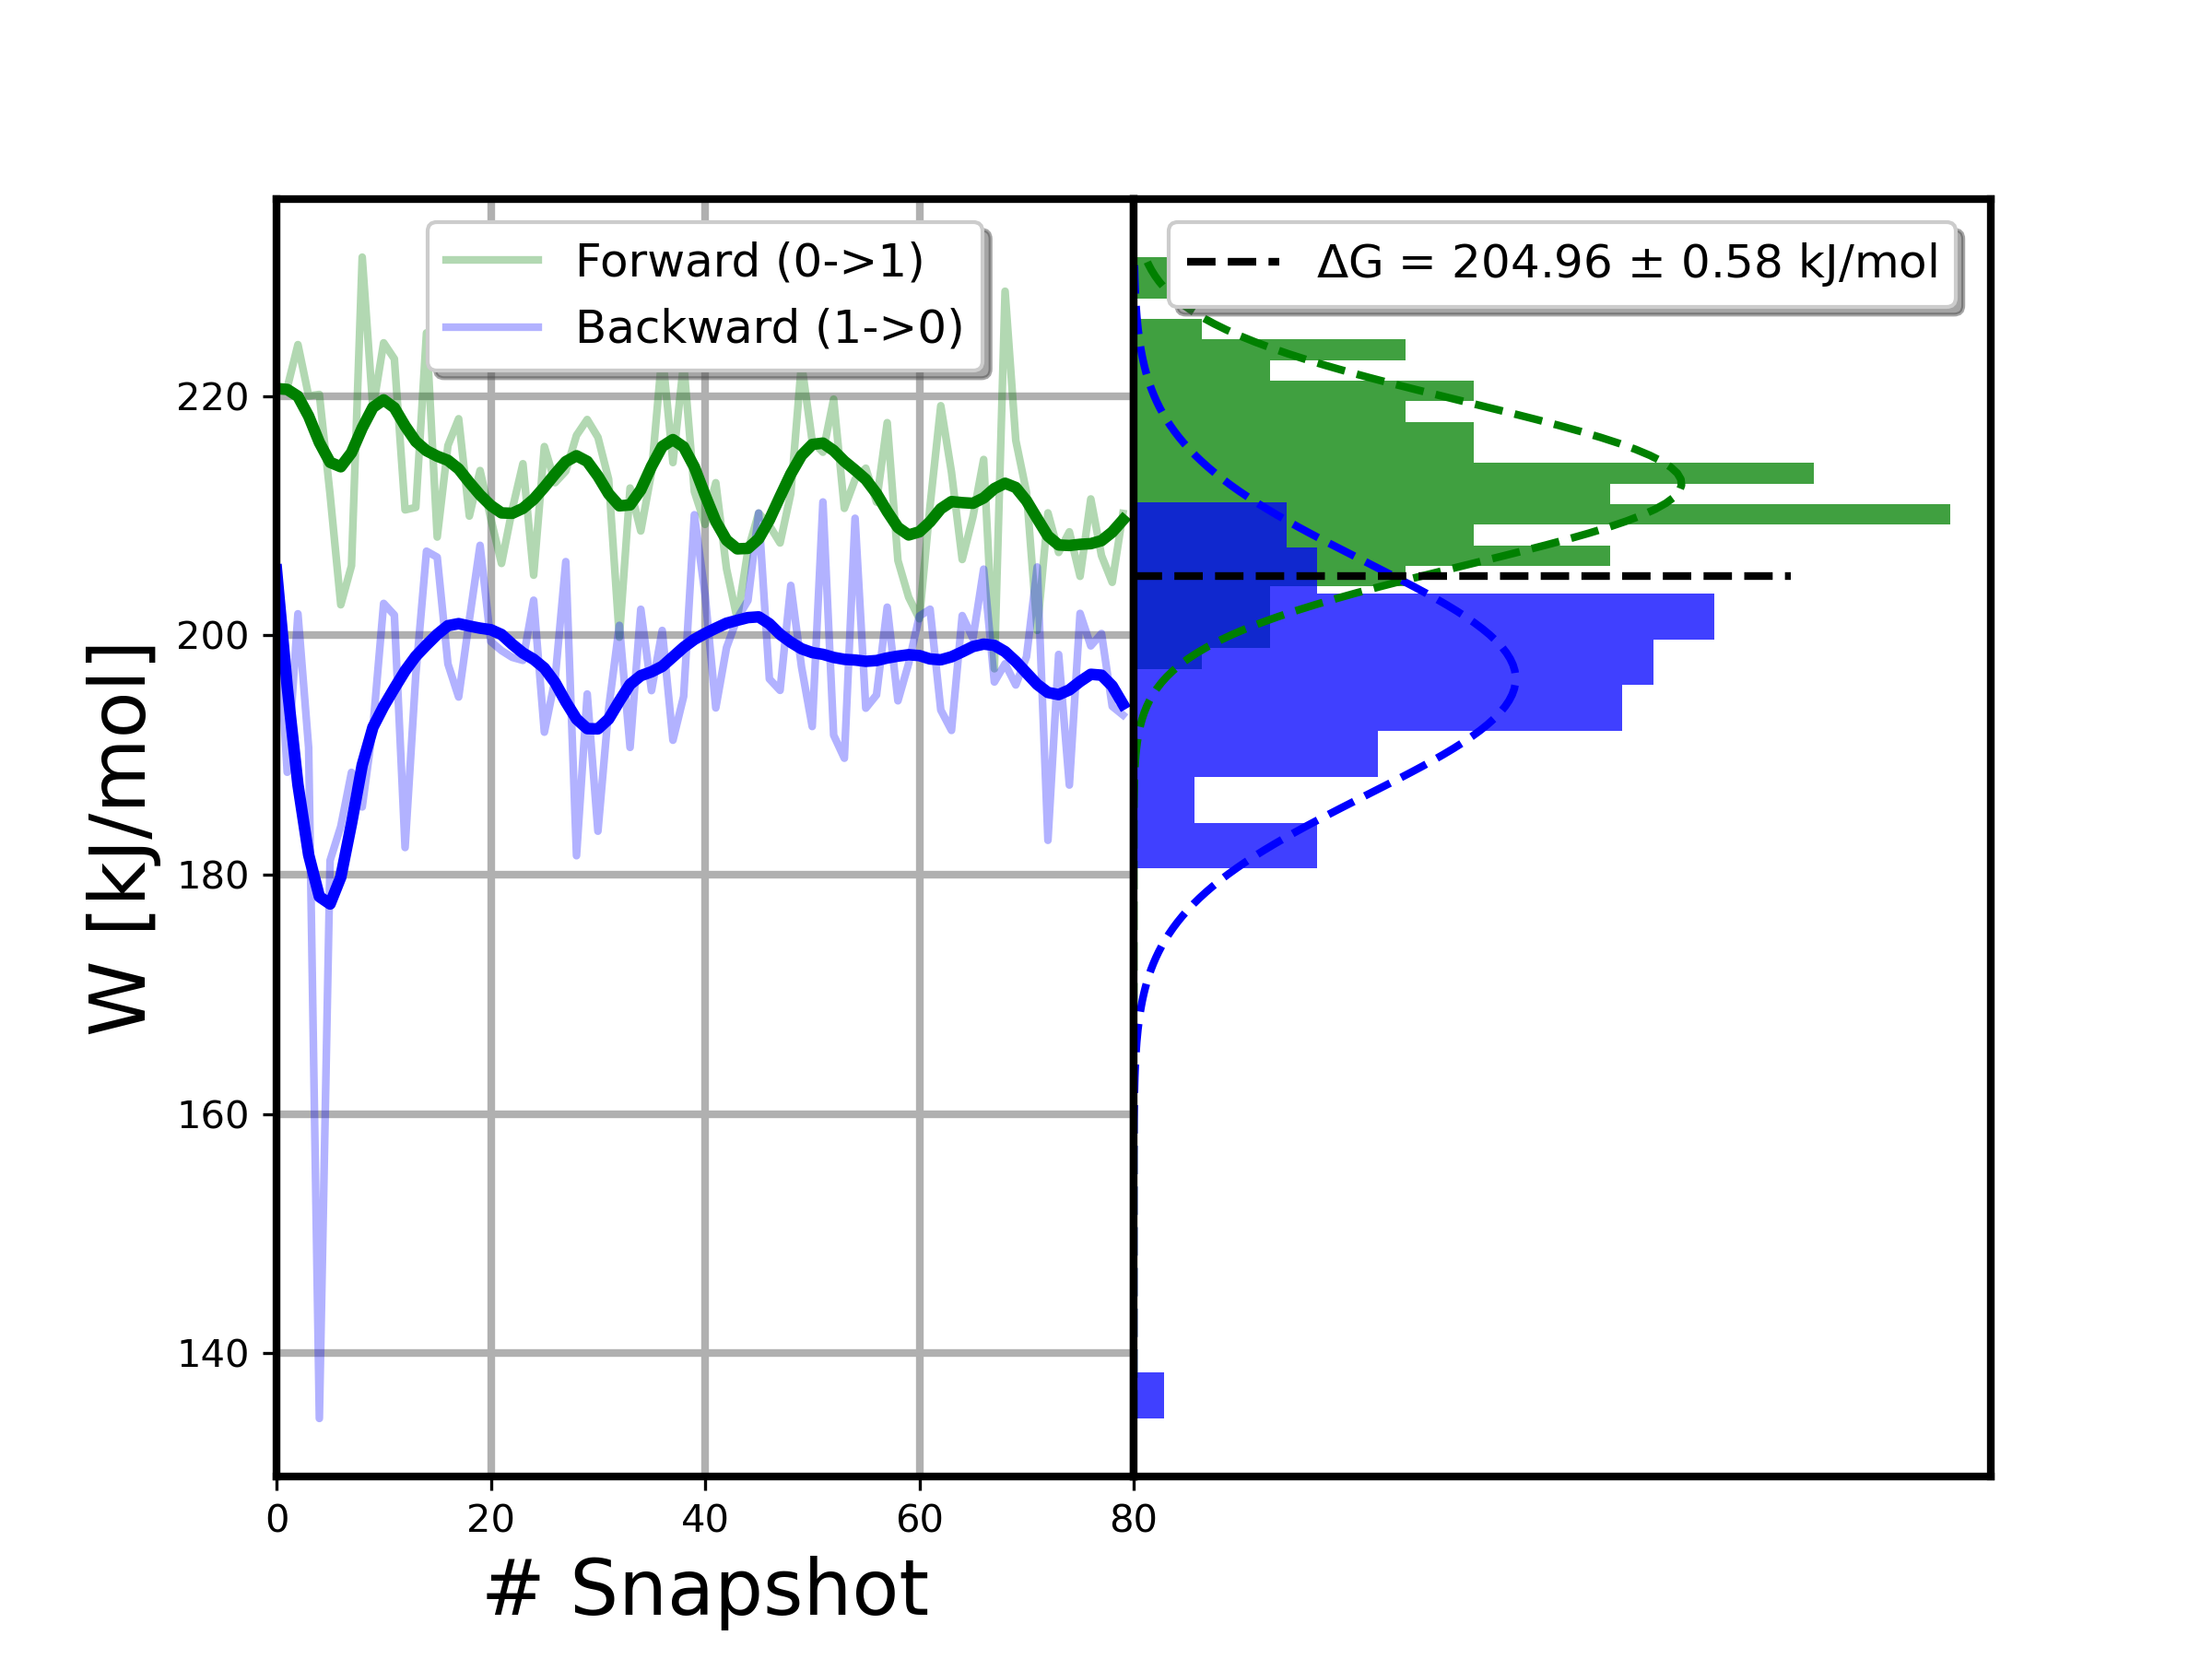 Forward (0->1)
Backward (1->0)
ΔG = 204.96 ± 0.58 kJ/mol
W [kJ/mol]
220
200
180
160
140
0 20 40 60 80
# Snapshot